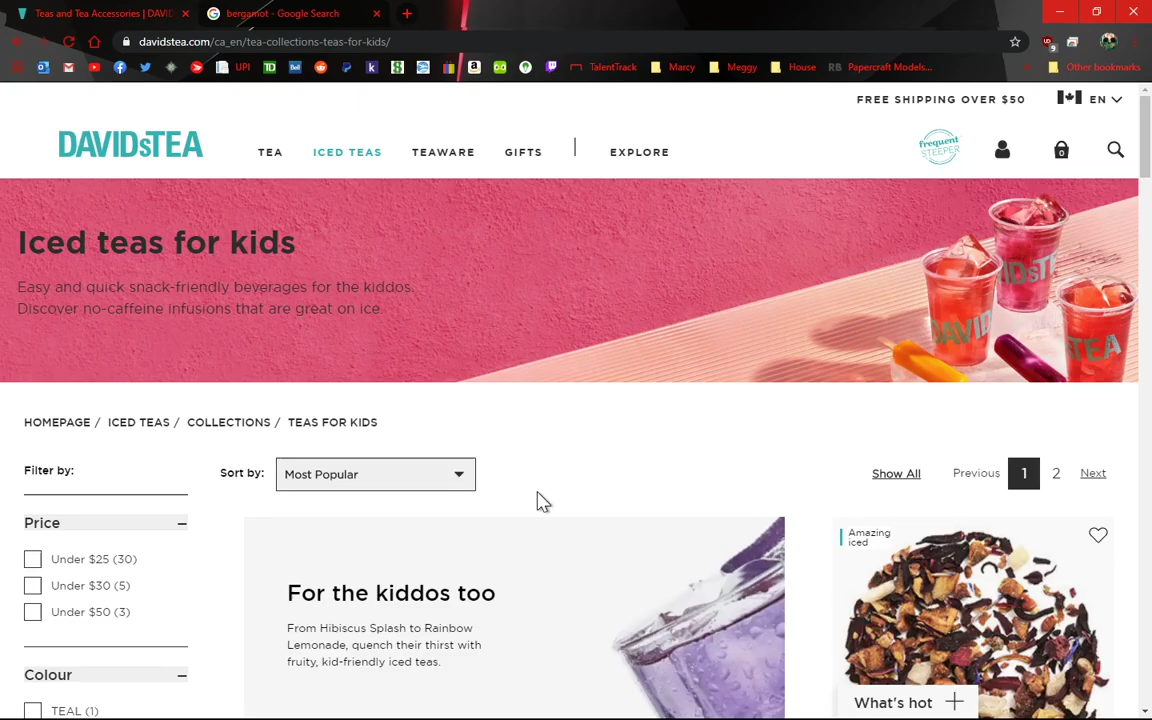 Teas and Tea Accessories | DAVID
bergamot - Google Search
davidstea.com/ca_en/tea-collections-teas-for-kids/
UPI
TalentTrack
Marcy
Meggy
House
RB Papercraft Models...
Other bookmarks
FREE SHIPPING OVER $50
EN
DAVIDsTEA
TEA
ICED TEAS
TEAWARE
GIFTS
EXPLORE
frequent
STEEPER
0
Iced teas for kids
Easy and quick snack-friendly beverages for the kiddos.
Discover no-caffeine infusions that are great on ice.
HOMEPAGE / ICED TEAS / COLLECTIONS / TEAS FOR KIDS
Filter by:
Sort by:
Most Popular
Show All
Previous
1
2
Next
Price
Under $25 (30)
Under $30 (5)
Under $50 (3)
Colour
TEAL (1)
For the kiddos too
From Hibiscus Splash to Rainbow
Lemonade, quench their thirst with
fruity, kid-friendly iced teas.
Amazing
iced
What's hot